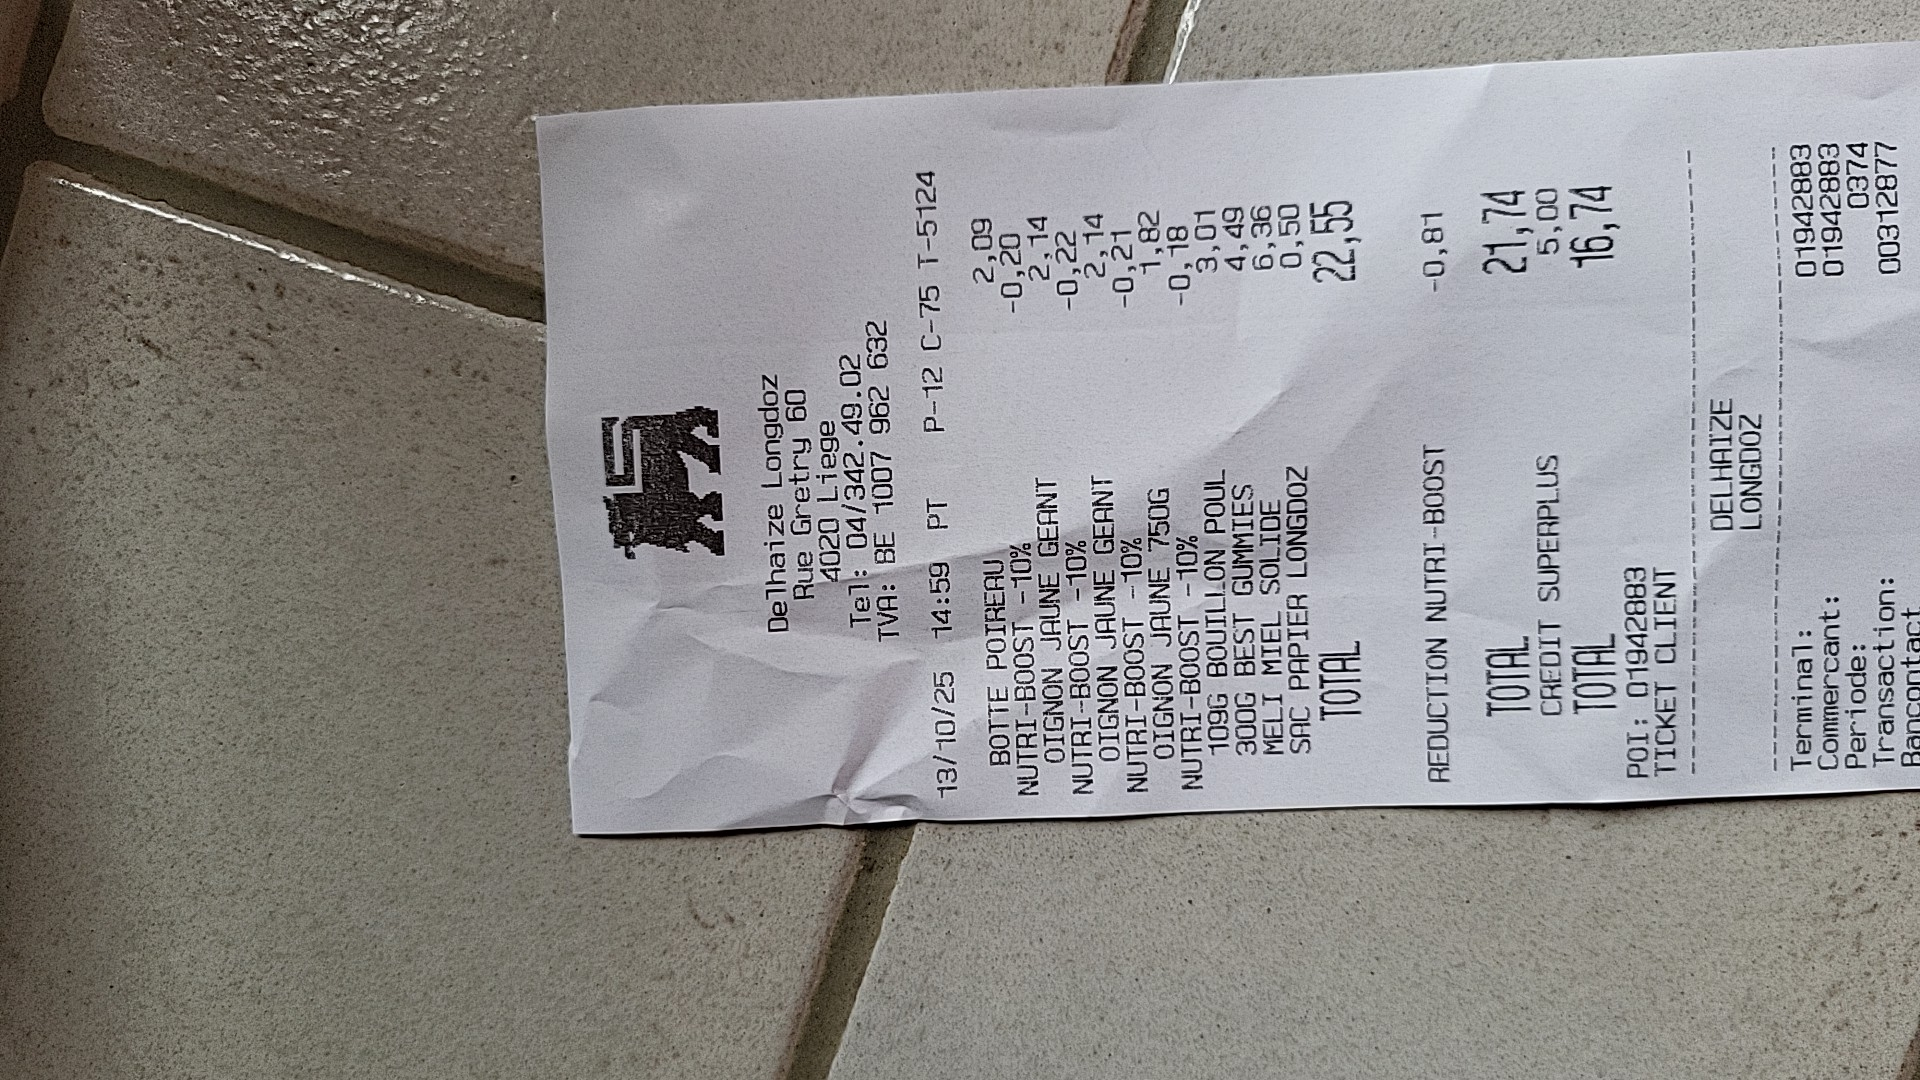 Delhaize Longdoz
Rue Gretry 60
4020 Liege
Tel: 04/342.49.02
TVA: BE 1007 962 632
13/10/25 14:59 PT P-12 C-75 T-5124
BOTTE POIREAU 2,09
NUTRI-BOOST -10% -0,20
OIGNON JAUNE GEANT 2,14
NUTRI-BOOST -10% -0,22
OIGNON JAUNE GEANT 2,14
NUTRI-BOOST -10% -0,21
OIGNON JAUNE 750G 1,82
NUTRI-BOOST -10% -0,18
109G BOUILLON POUL 3,01
300G BEST GUMMIES 4,49
MELI MIEL SOLIDE 6,36
SAC PAPIER LONGDOZ 0,50
TOTAL 22,55
REDUCTION NUTRI-BOOST -0,81
TOTAL 21,74
CREDIT SUPERPLUS 5,00
TOTAL 16,74
POI: 01942883
TICKET CLIENT
DELHAIZE
LONGDOZ
Terminal: 01942883
Commercant: 01942883
Periode: 0374
Transaction: 00312877
Bancontact